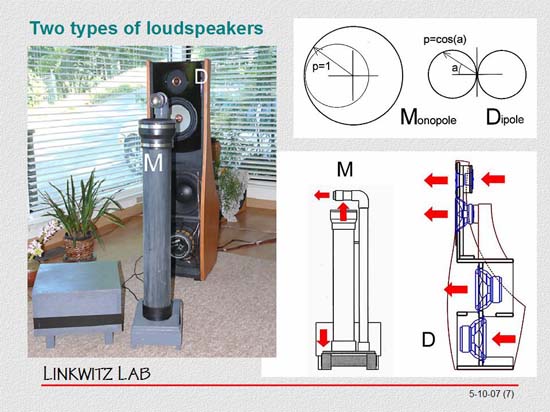 Two types of loudspeakers
D
M
p=1
p=cos(a)
a
Monopole
Dipole
M
D
LINKWITZ LAB
5-10-07 (7)